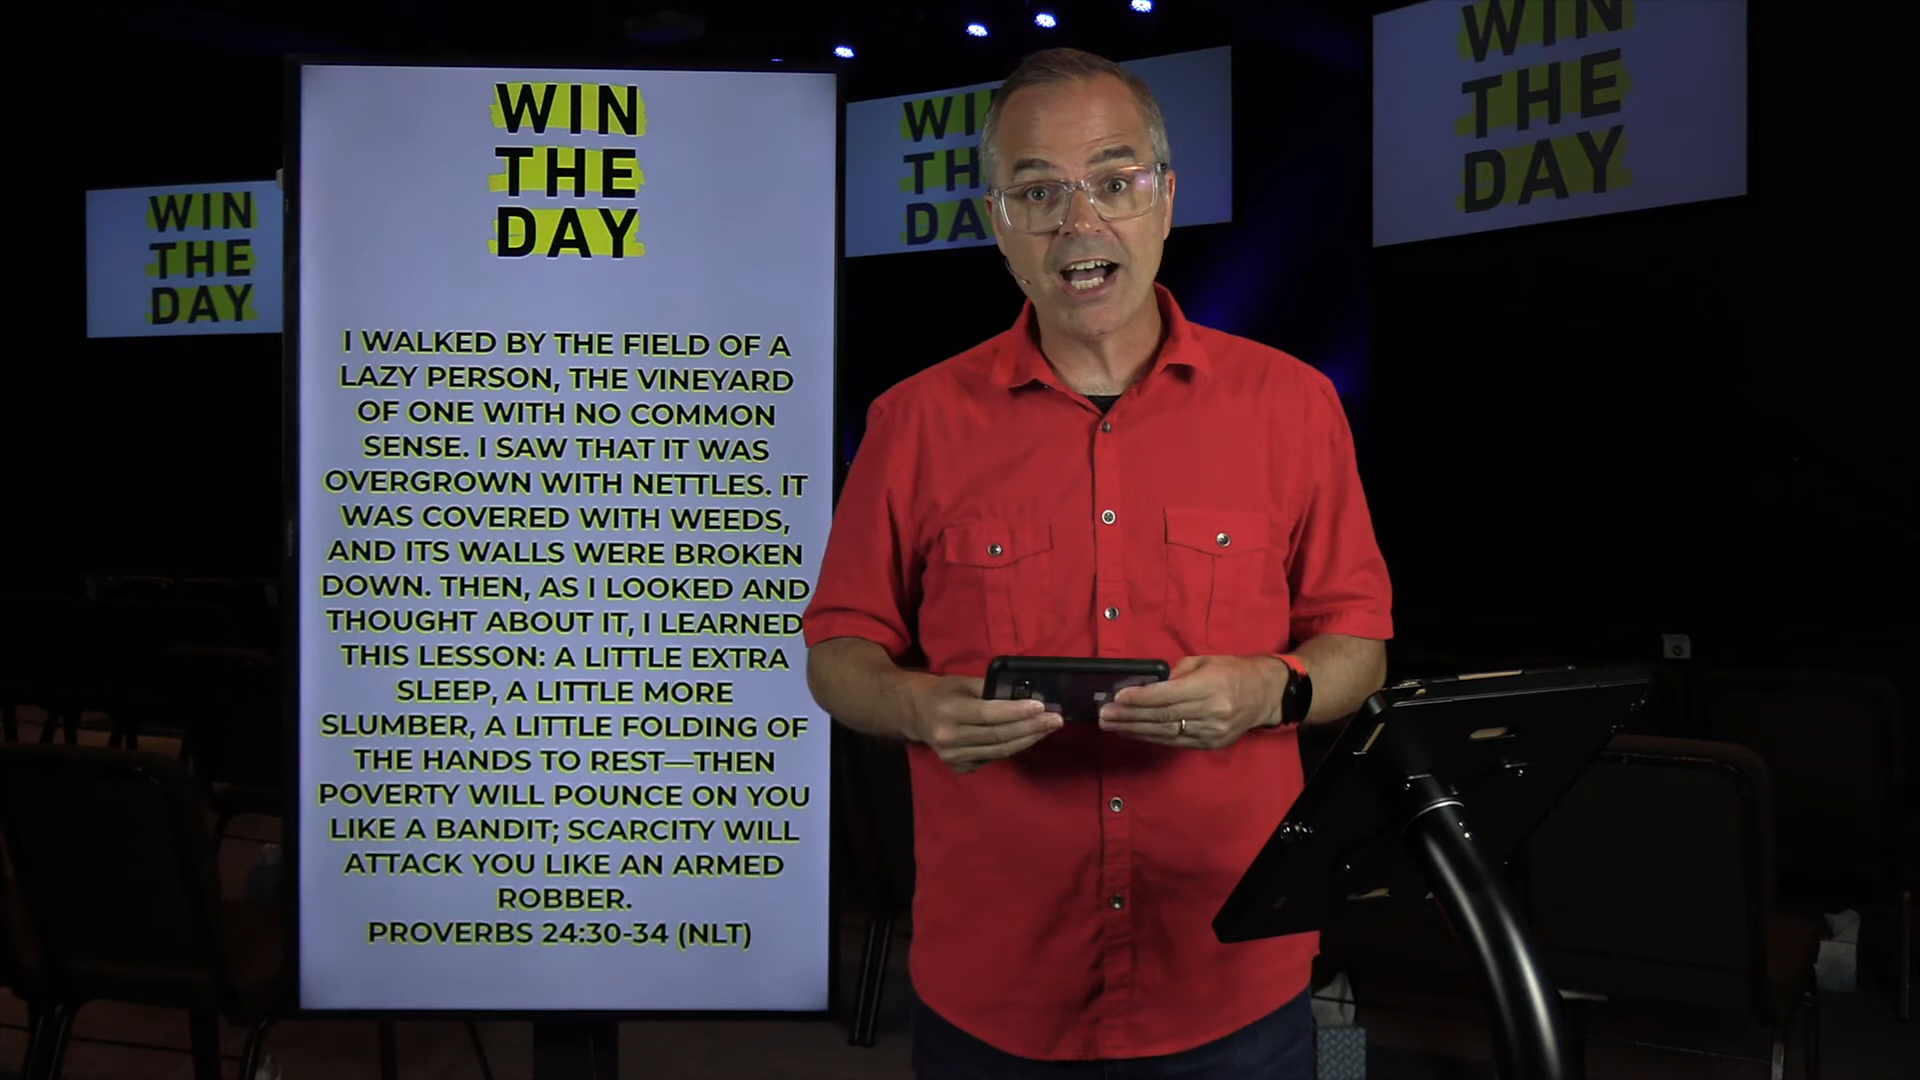 WIN
THE
DAY
WIN
THE
DAY
I WALKED BY THE FIELD OF A
LAZY PERSON, THE VINEYARD
OF ONE WITH NO COMMON
SENSE. I SAW THAT IT WAS
OVERGROWN WITH NETTLES. IT
WAS COVERED WITH WEEDS,
AND ITS WALLS WERE BROKEN
DOWN. THEN, AS I LOOKED AND
THOUGHT ABOUT IT, I LEARNED
THIS LESSON: A LITTLE EXTRA
SLEEP, A LITTLE MORE
SLUMBER, A LITTLE FOLDING OF
THE HANDS TO REST—THEN
POVERTY WILL POUNCE ON YOU
LIKE A BANDIT; SCARCITY WILL
ATTACK YOU LIKE AN ARMED
ROBBER.
PROVERBS 24:30-34 (NLT)
WI
TH
DA
WIN
THE
DAY